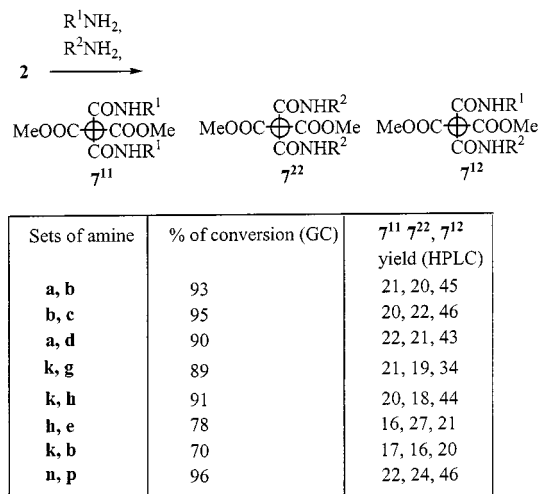 R¹NH₂,
R²NH₂,
2
CONHR¹ CONHR² CONHR¹
MeOOC COOMe MeOOC COOMe MeOOC COOMe
CONHR¹ CONHR² CONHR²
7¹¹ 7²² 7¹²
Sets of amine % of conversion (GC) 7¹¹ 7²², 7¹²
yield (HPLC)
a, b 93 21, 20, 45
b, c 95 20, 22, 46
a, d 90 22, 21, 43
k, g 89 21, 19, 34
k, h 91 20, 18, 44
h, e 78 16, 27, 21
k, b 70 17, 16, 20
n, p 96 22, 24, 46